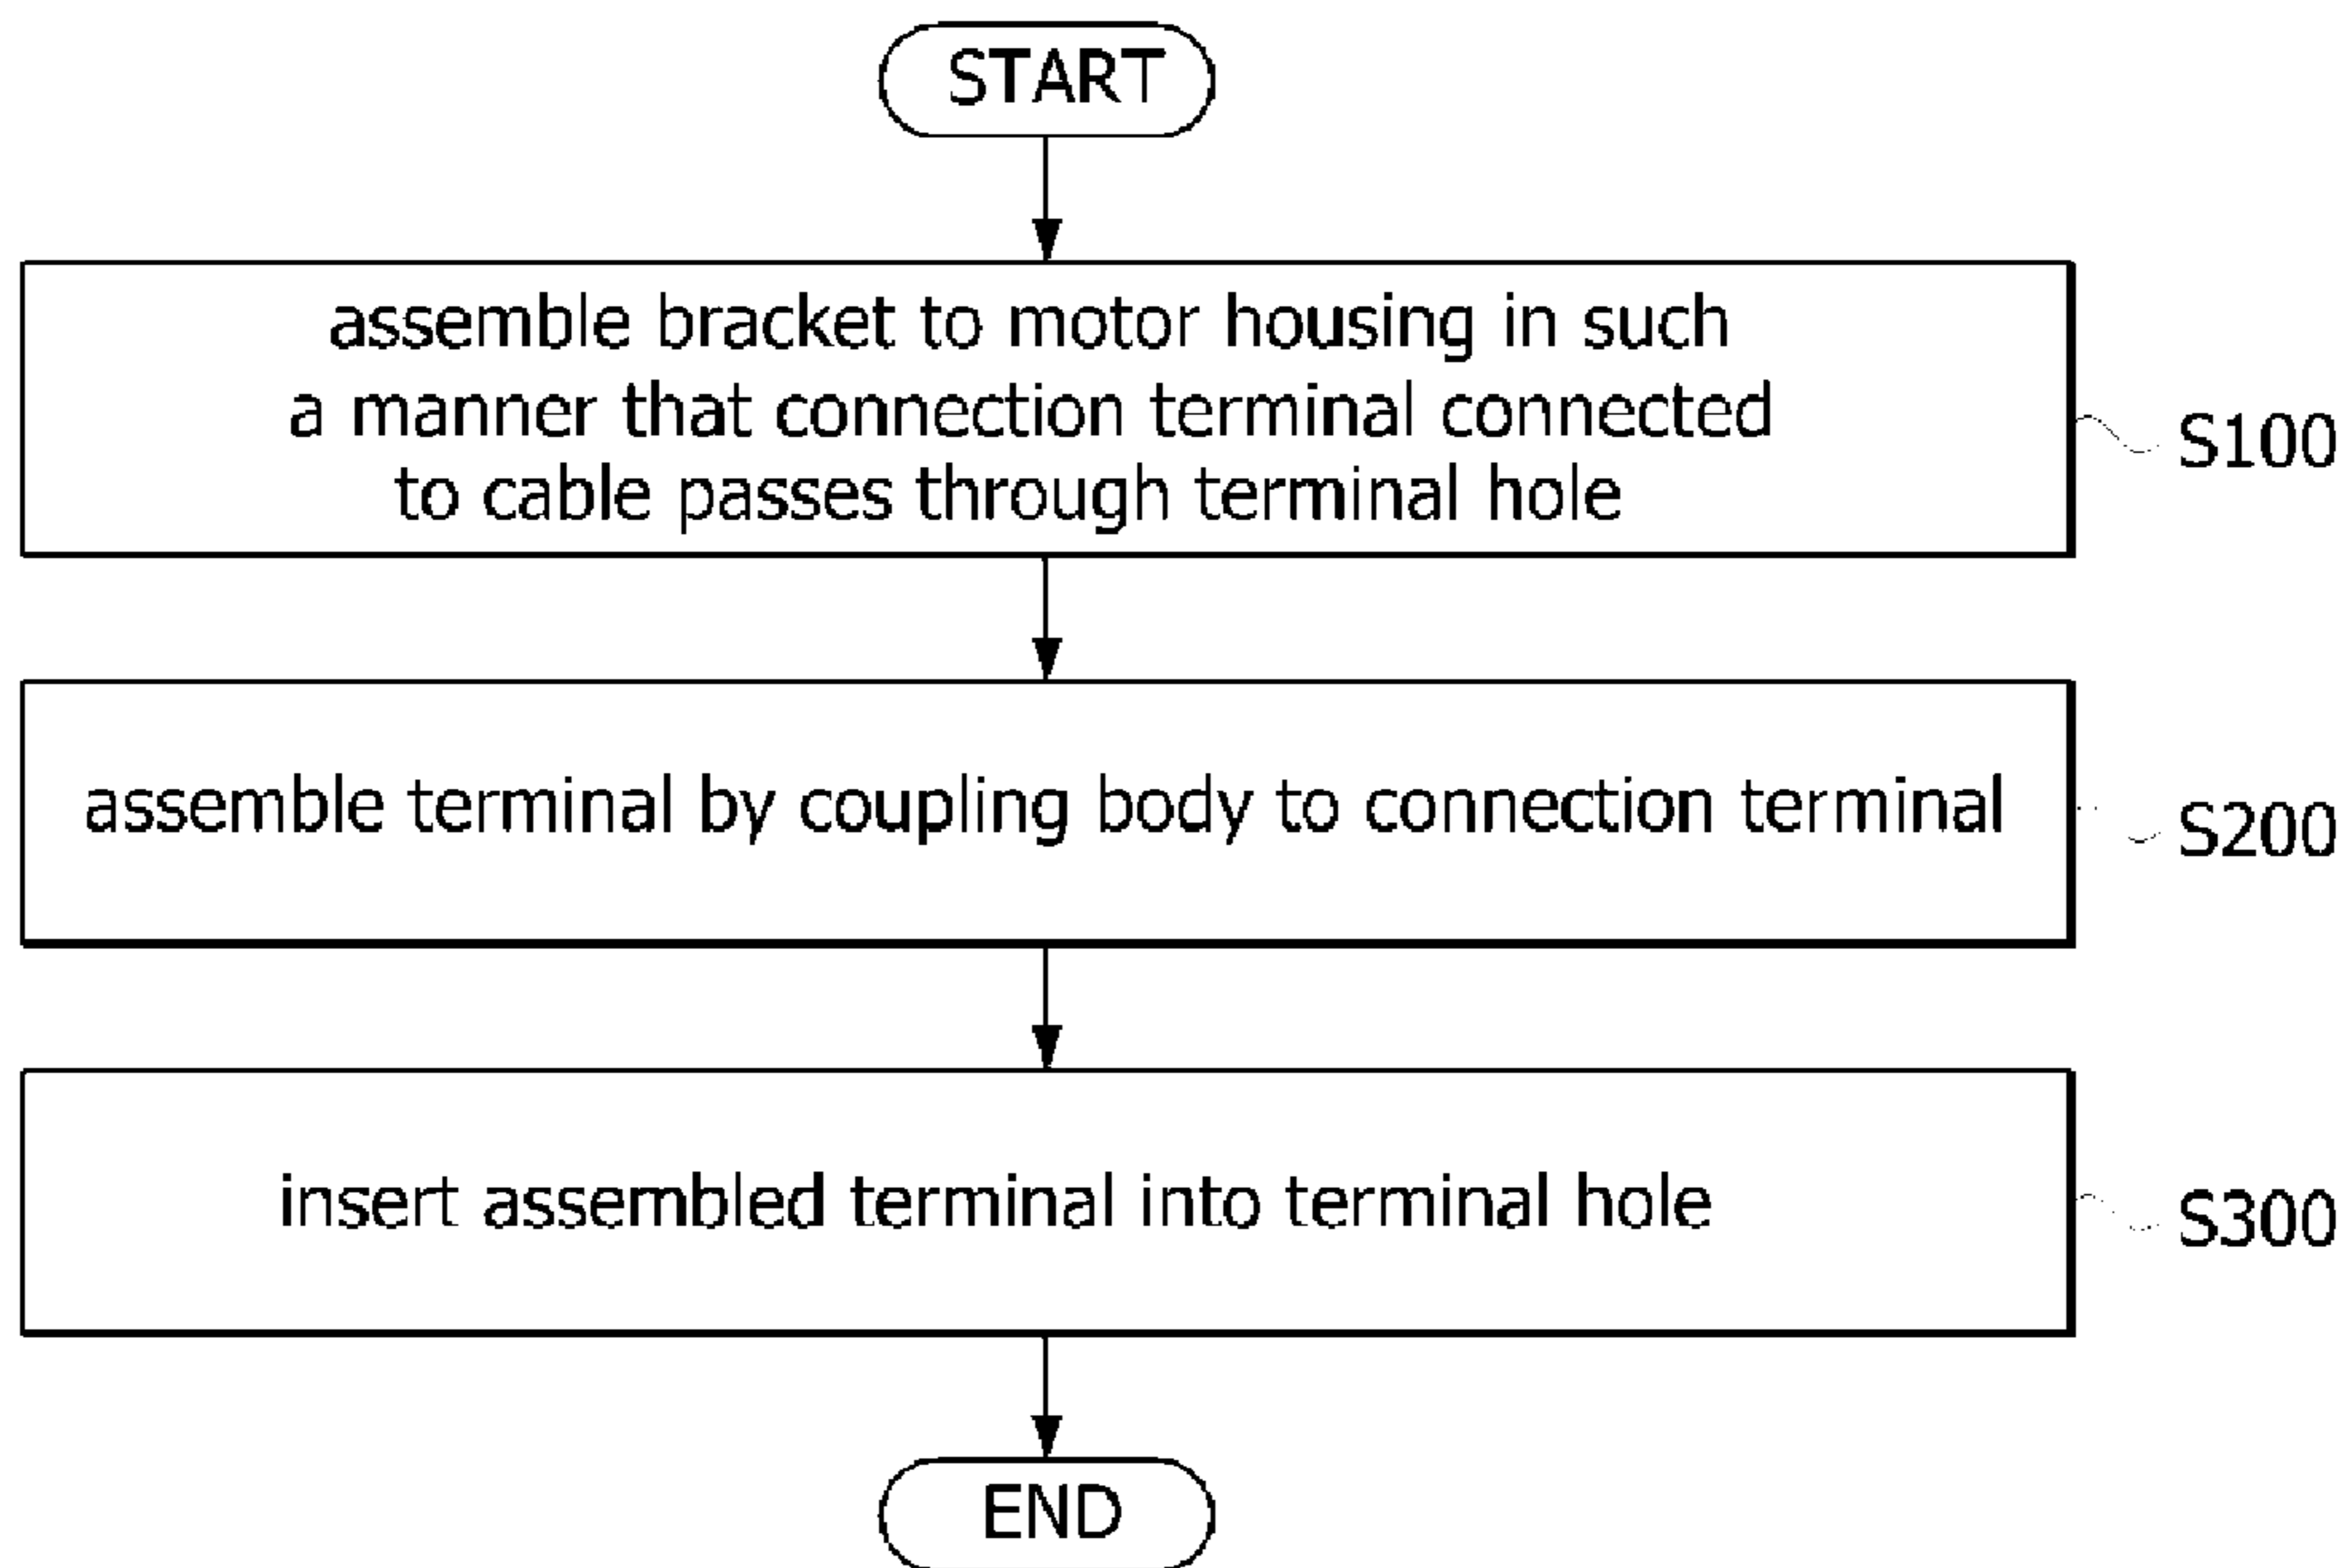 START
assemble bracket to motor housing in such
a manner that connection terminal connected
to cable passes through terminal hole
S100
assemble terminal by coupling body to connection terminal
S200
insert assembled terminal into terminal hole
S300
END